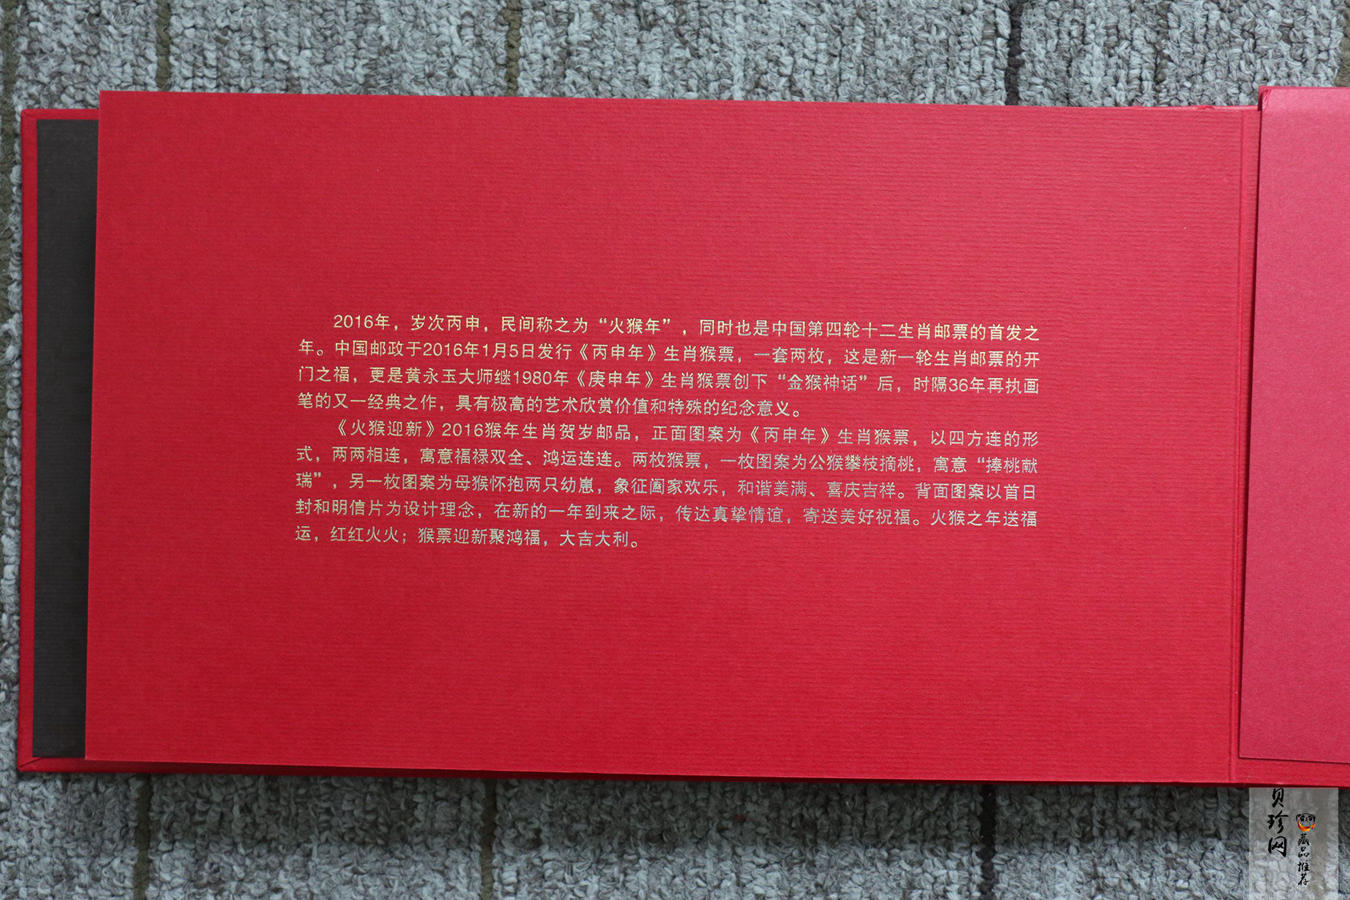 2016年，岁次丙申，民间称之为“火猴年”，同时也是中国第四轮十二生肖邮票的首发之
年。中国邮政于2016年1月5日发行《丙申年》生肖猴票，一套两枚，这是新一轮生肖邮票的开
门之福，更是黄永玉大师继1980年《庚申年》生肖猴票创下“金猴神话”后，时隔36年再执画
笔的又一经典之作，具有极高的艺术欣赏价值和特殊的纪念意义。
《火猴迎新》2016猴年生肖贺岁邮品，正面图案为《丙申年》生肖猴票，以四方连的形
式，两两相连，寓意福禄双全、鸿运连连。两枚猴票，一枚图案为公猴攀枝摘桃，寓意“捧桃献
瑞”，另一枚图案为母猴怀抱两只幼崽，象征阖家欢乐，和谐美满、喜庆吉祥。背面图案以首日
封和明信片为设计理念，在新的一年到来之际，传达真挚情谊，寄送美好祝福。火猴之年送福
运，红红火火；猴票迎新聚鸿福，大吉大利。
贝珍网
藏品推荐